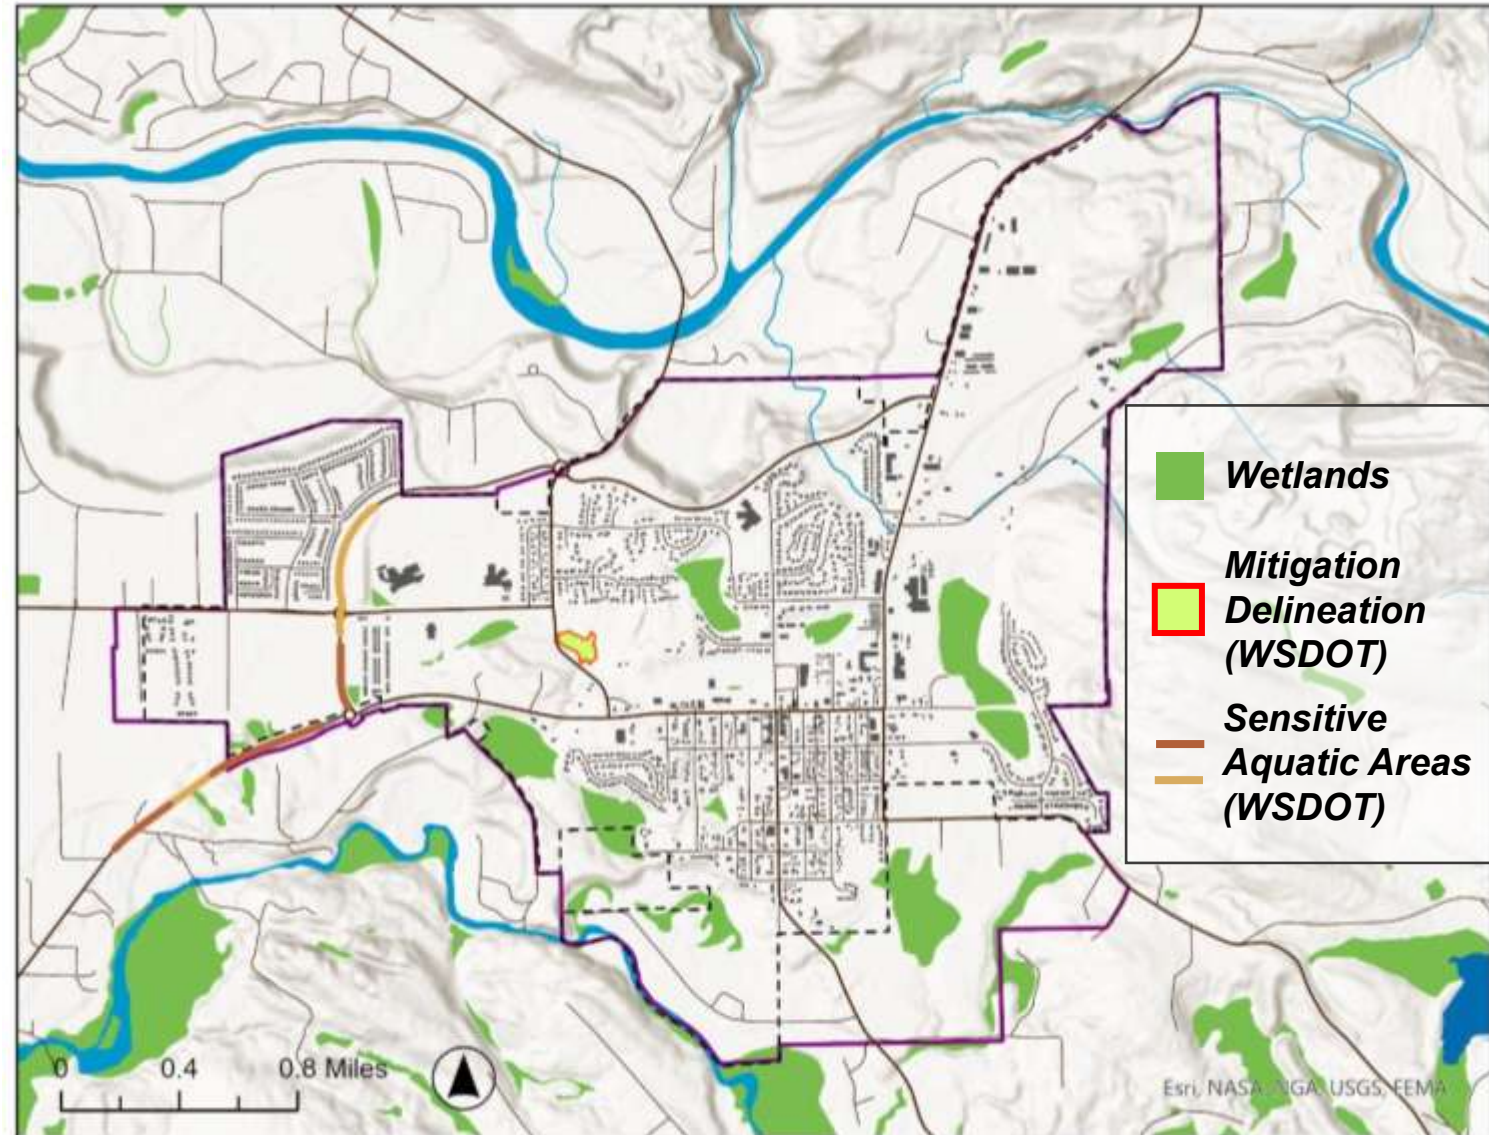 Wetlands
Mitigation
Delineation
(WSDOT)
Sensitive
Aquatic Areas
(WSDOT)
0 0.4 0.8 Miles
Esri, NASA, NGA, USGS, FEMA